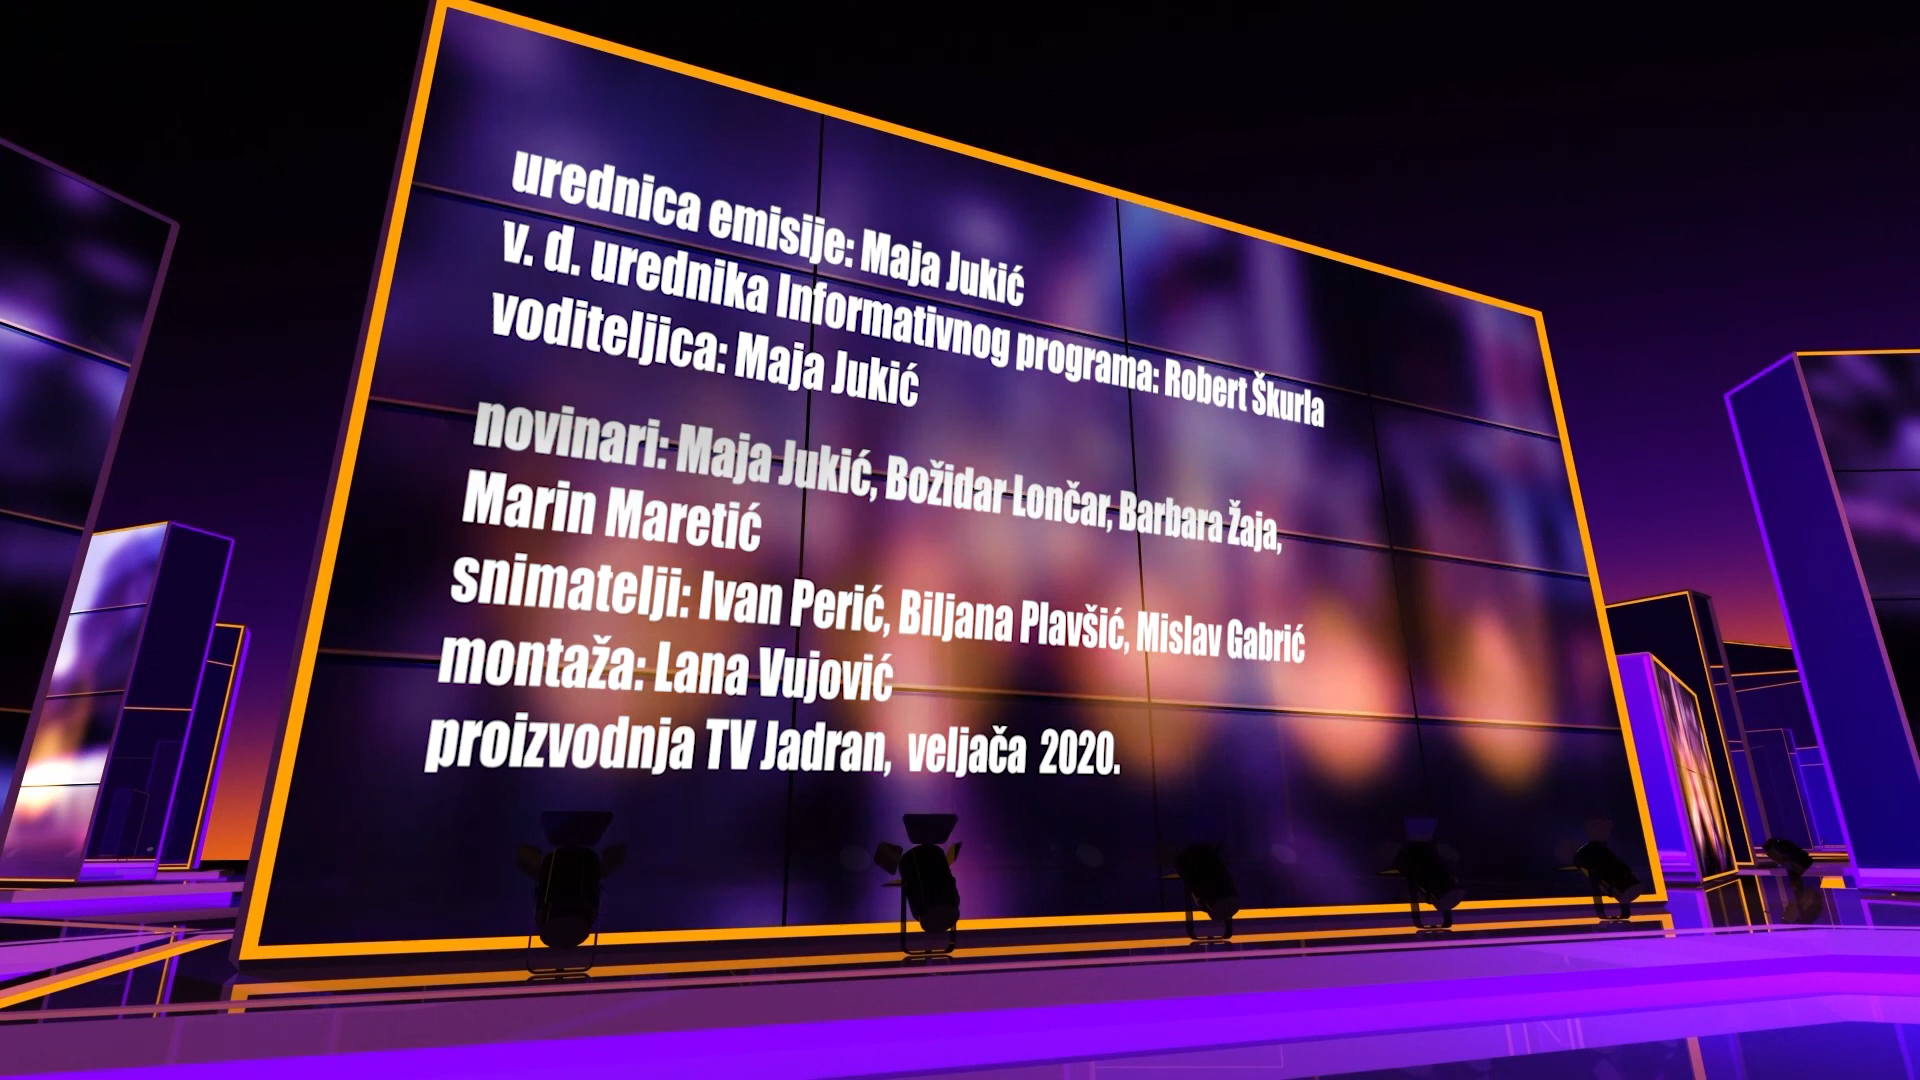 urednica emisije: Maja Jukić
v. d. urednika Informativnog programa: Robert Škurla
voditeljica: Maja Jukić
novinari: Maja Jukić, Božidar Lončar, Barbara Žaja,
Marin Maretić
snimatelji: Ivan Perić, Biljana Plavšić, Mislav Gabrić
montaža: Lana Vujović
proizvodnja TV Jadran, veljača 2020.